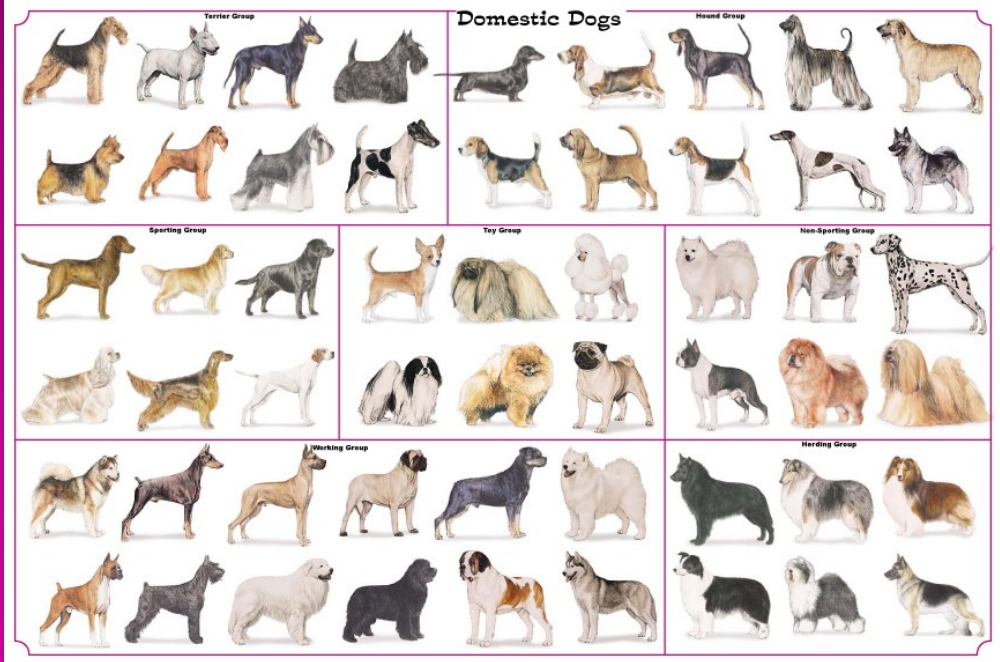 Domestic Dogs
Terrier Group
Hound Group
Sporting Group
Toy Group
Non-Sporting Group
Working Group
Herding Group